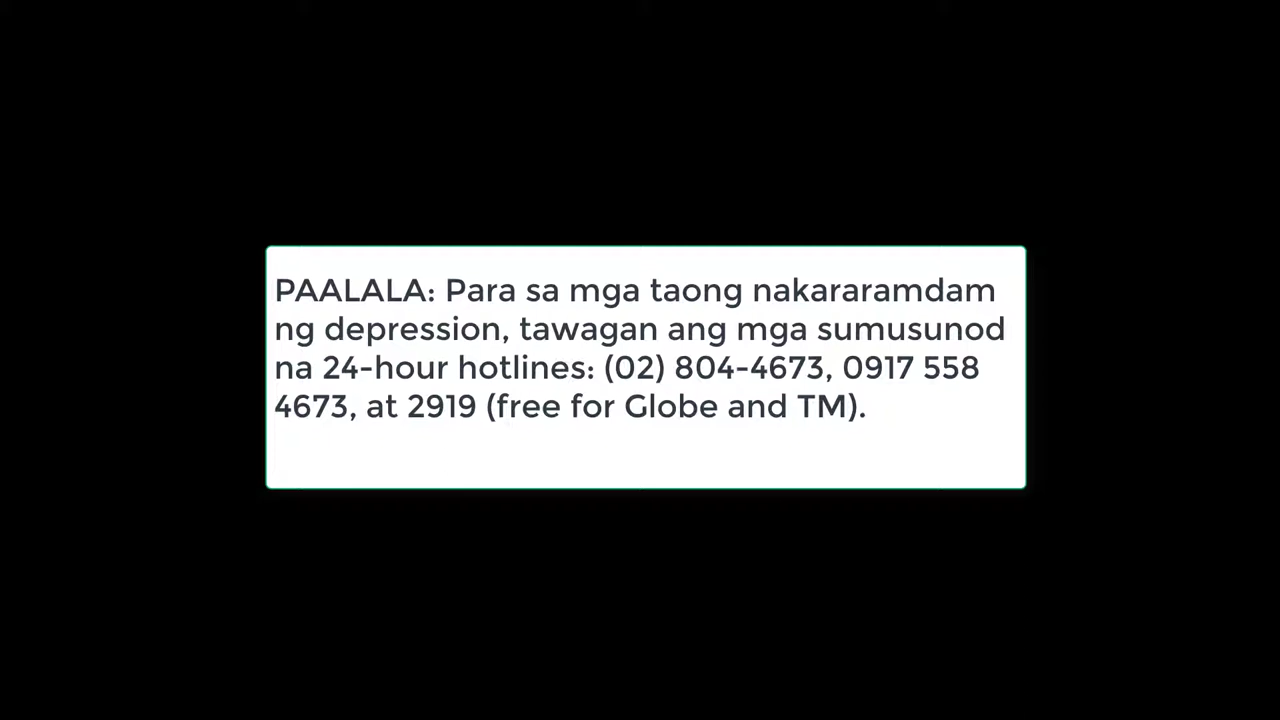 PAALALA: Para sa mga taong nakararamdam
ng depression, tawagan ang mga sumusunod
na 24-hour hotlines: (02) 804-4673, 0917 558
4673, at 2919 (free for Globe and TM).